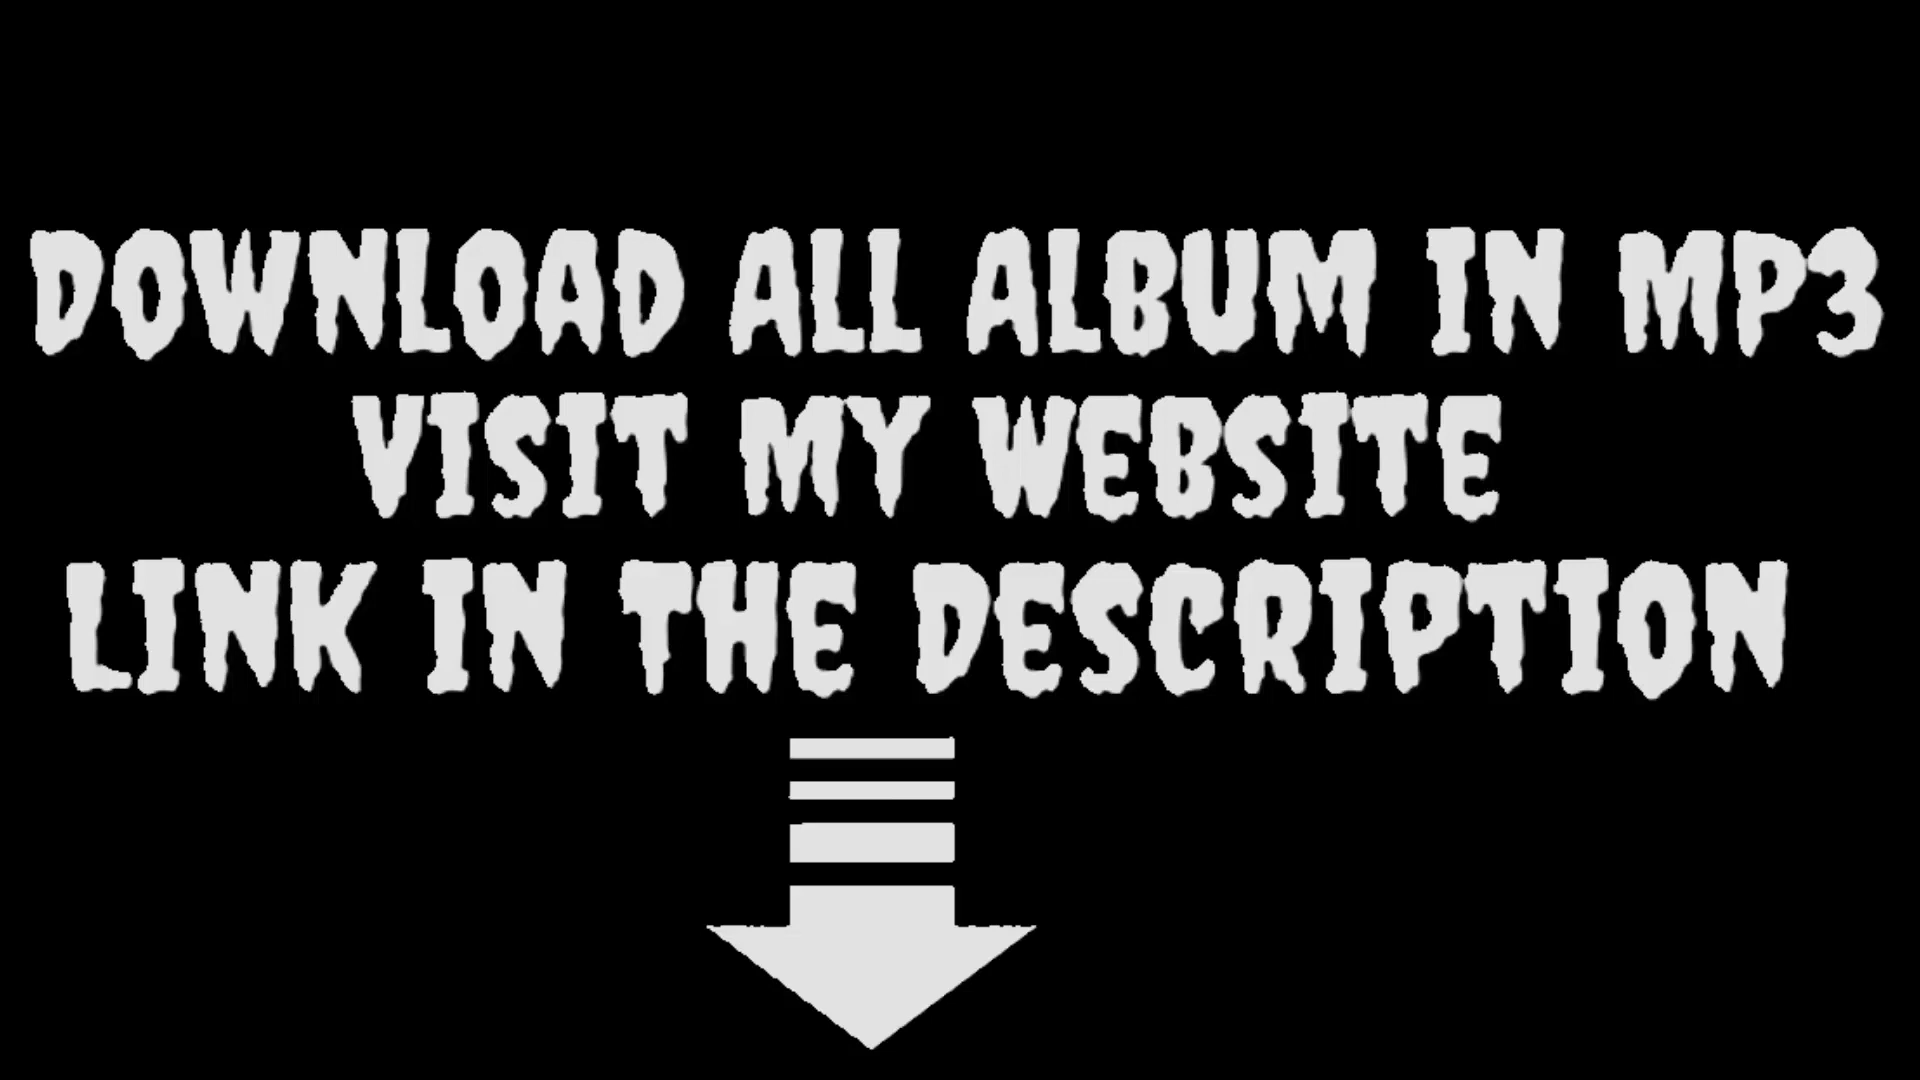 DOWNLOAD ALL ALBUM IN MP3
VISIT MY WEBSITE
LINK IN THE DESCRIPTION